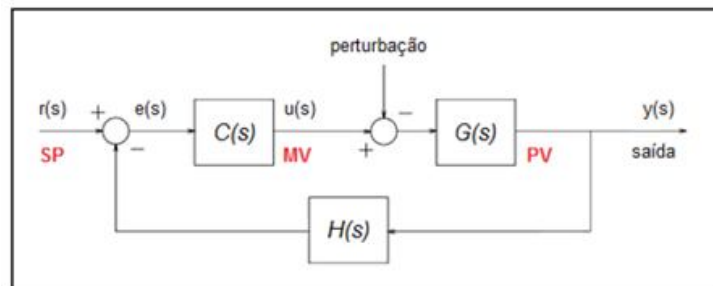 perturbação
r(s) + e(s) u(s) − y(s)
C(s) G(s)
SP − MV + PV saída
H(s)